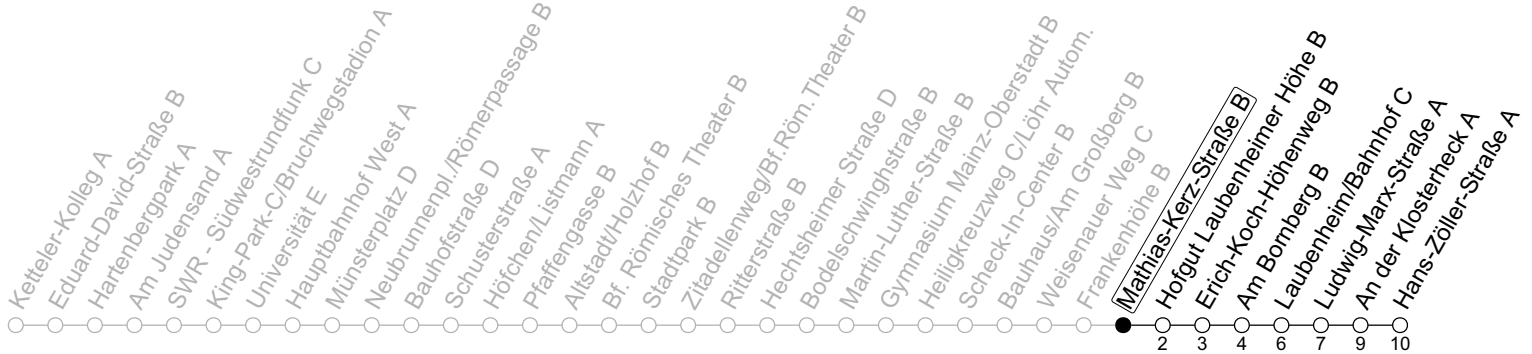 Ketteler-Kolleg A
Eduard-David-Straße B
Hartenbergpark A
Am Judensand A
SWR - Südwestrundfunk C
King-Park-C/Bruchwegstadion A
Universität E
Hauptbahnhof West A
Münsterplatz D
Neubrunnenpl./Römerpassage B
Bauhofstraße D
Schusterstraße A
Höfchen/Listmann A
Pfaffengasse B
Altstadt/Holzhof B
Bf. Römisches Theater B
Stadtpark B
Zitadellenweg/Bf.Röm.Theater B
Ritterstraße B
Hechtsheimer Straße D
Bodelschwinghstraße B
Martin-Luther-Straße B
Gymnasium Mainz-Oberstadt B
Heiligkreuzweg C/Löhr Autom.
Scheck-In-Center B
Bauhaus/Am Großberg B
Weisenauer Weg C
Frankenhöhe B
Mathias-Kerz-Straße B
Hofgut Laubenheimer Höhe B
Erich-Koch-Höhenweg B
Am Bornberg B
Laubenheim/Bahnhof C
Ludwig-Marx-Straße A
An der Klosterheck A
Hans-Zöller-Straße A
2 3 4 6 7 9 10